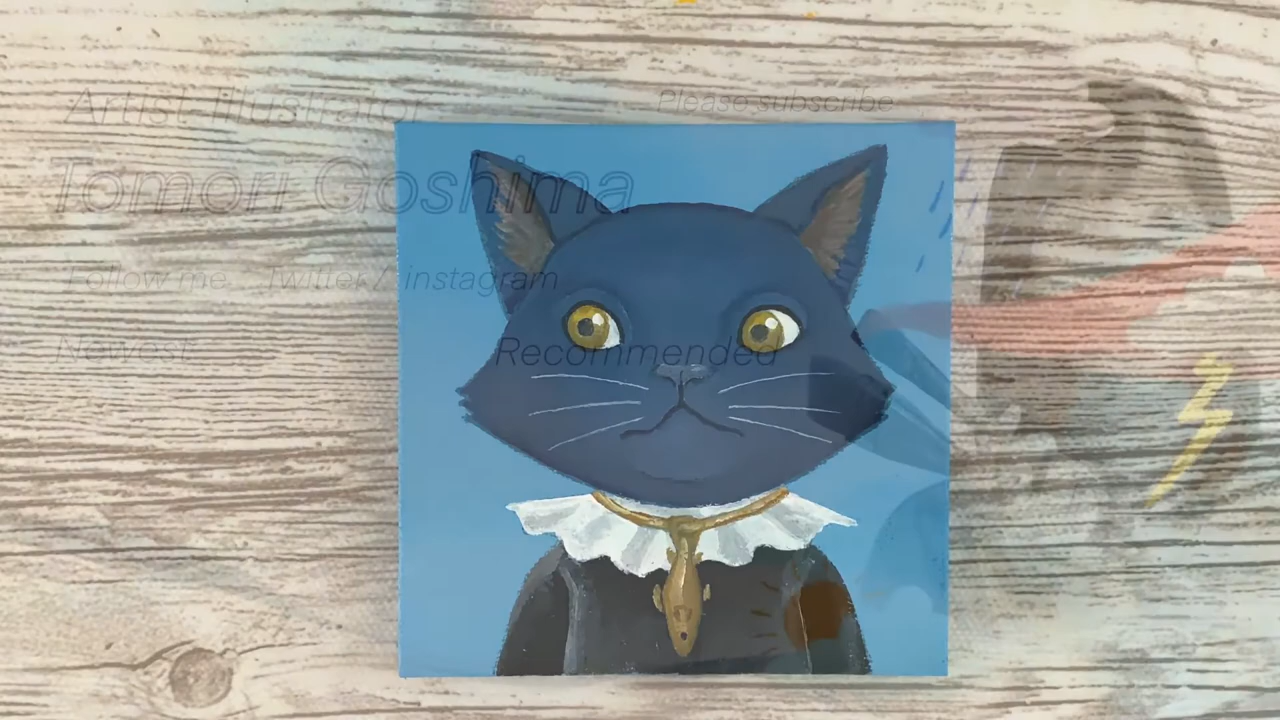 Artist Illustrator
Please subscribe
Tomori Goshima
Follow me Twitter / instagram
Newest
Recommended